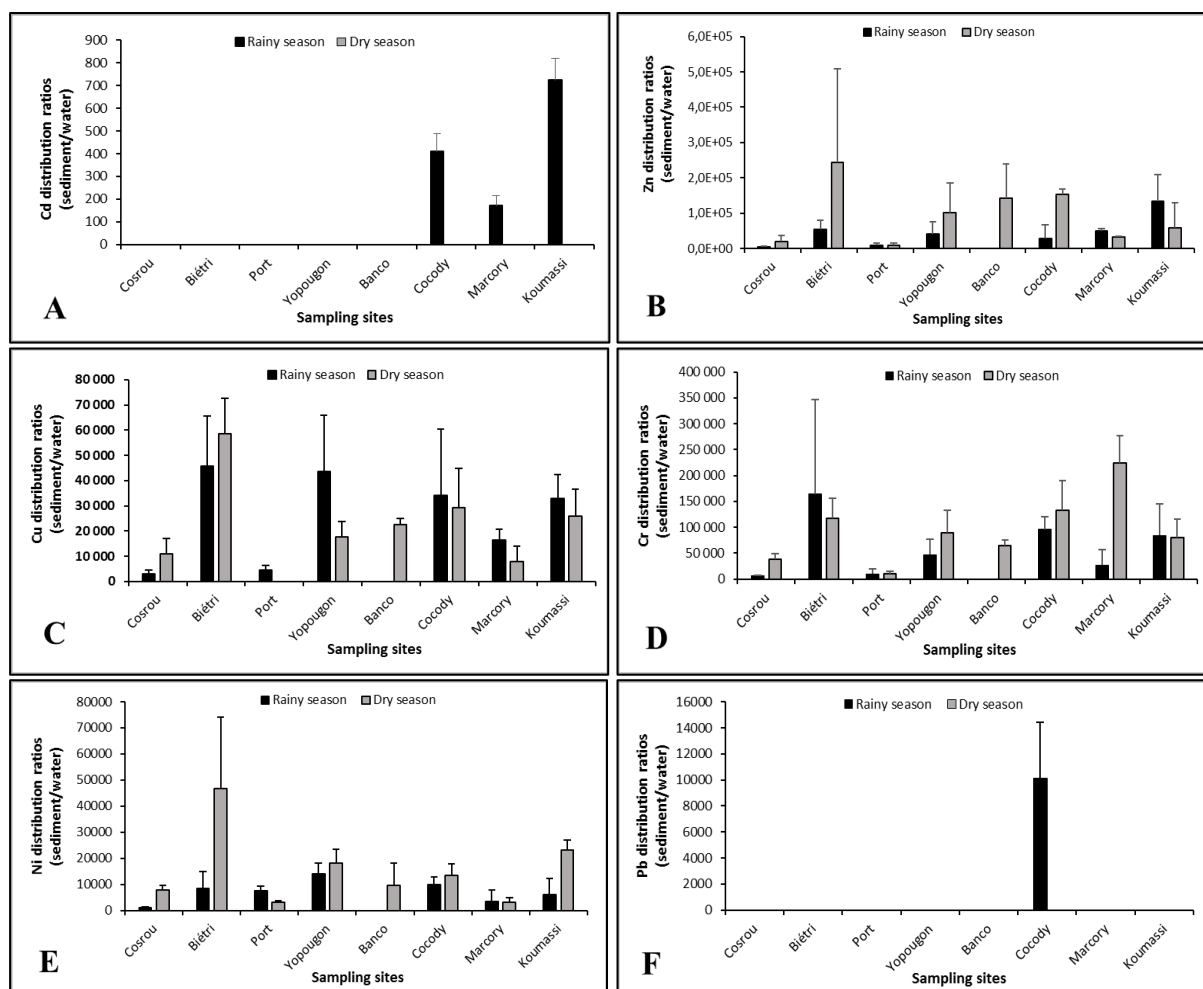 Rainy season Dry season
Cd distribution ratios
(sediment/water)
900
800
700
600
500
400
300
200
100
0
Cosrou Biétri Port Yopougon Banco Cocody Marcory Koumassi
Sampling sites
A
Rainy season Dry season
Zn distribution ratios
(sediment/water)
6,0E+05
5,0E+05
4,0E+05
3,0E+05
2,0E+05
1,0E+05
0,0E+00
Cosrou Biétri Port Yopougon Banco Cocody Marcory Koumassi
Sampling sites
B
Rainy season Dry season
Cu distribution ratios
(sediment/water)
80 000
70 000
60 000
50 000
40 000
30 000
20 000
10 000
0
Cosrou Biétri Port Yopougon Banco Cocody Marcory Koumassi
Sampling sites
C
Rainy season Dry season
Cr distribution ratios
(sediment/water)
400 000
350 000
300 000
250 000
200 000
150 000
100 000
50 000
0
Cosrou Biétri Port Yopougon Banco Cocody Marcory Koumassi
Sampling sites
D
Rainy season Dry season
Ni distribution ratios
(sediment/water)
80000
70000
60000
50000
40000
30000
20000
10000
0
Cosrou Biétri Port Yopougon Banco Cocody Marcory Koumassi
Sampling sites
E
Rainy season Dry season
Pb distribution ratios
(sediment/water)
16000
14000
12000
10000
8000
6000
4000
2000
0
Cosrou Biétri Port Yopougon Banco Cocody Marcory Koumassi
Sampling sites
F